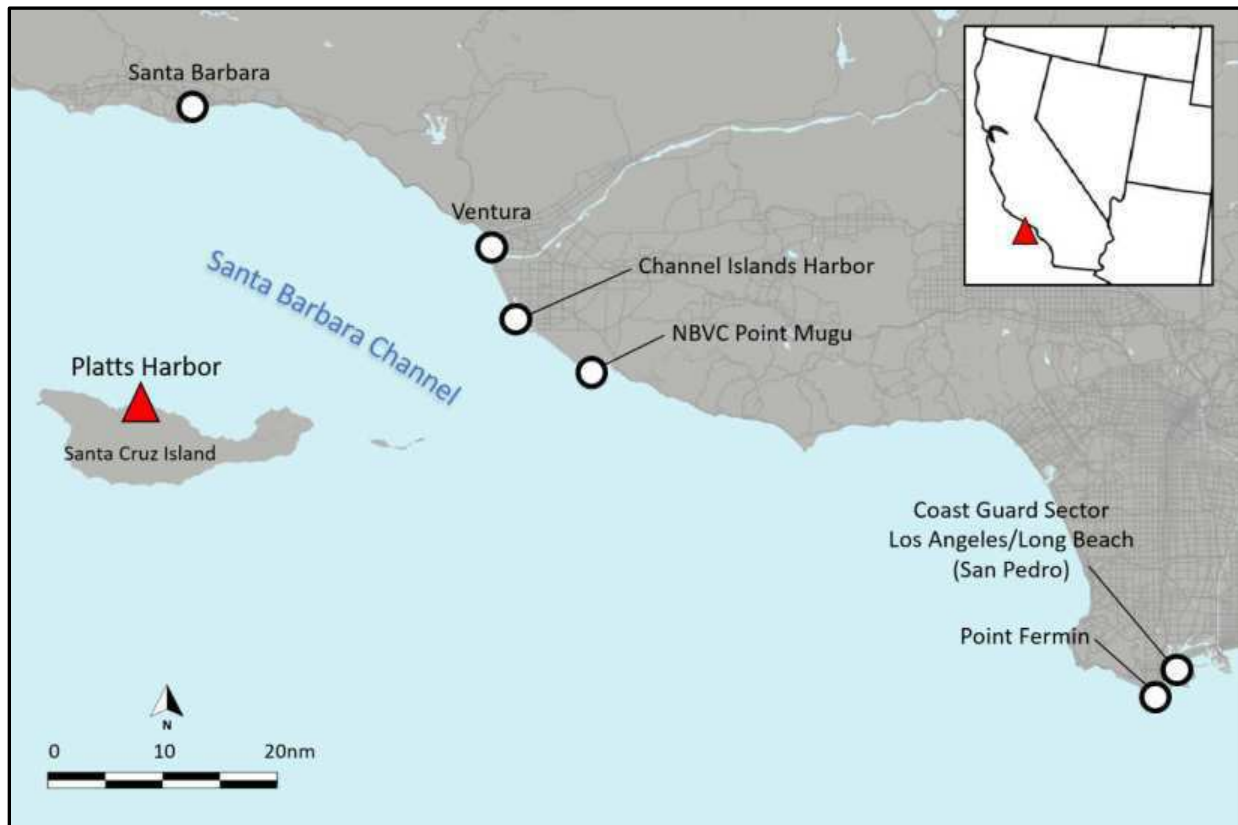 Santa Barbara
Ventura
Channel Islands Harbor
Santa Barbara Channel
NBVC Point Mugu
Platts Harbor
Santa Cruz Island
Coast Guard Sector
Los Angeles/Long Beach
(San Pedro)
Point Fermin
N
0 10 20nm